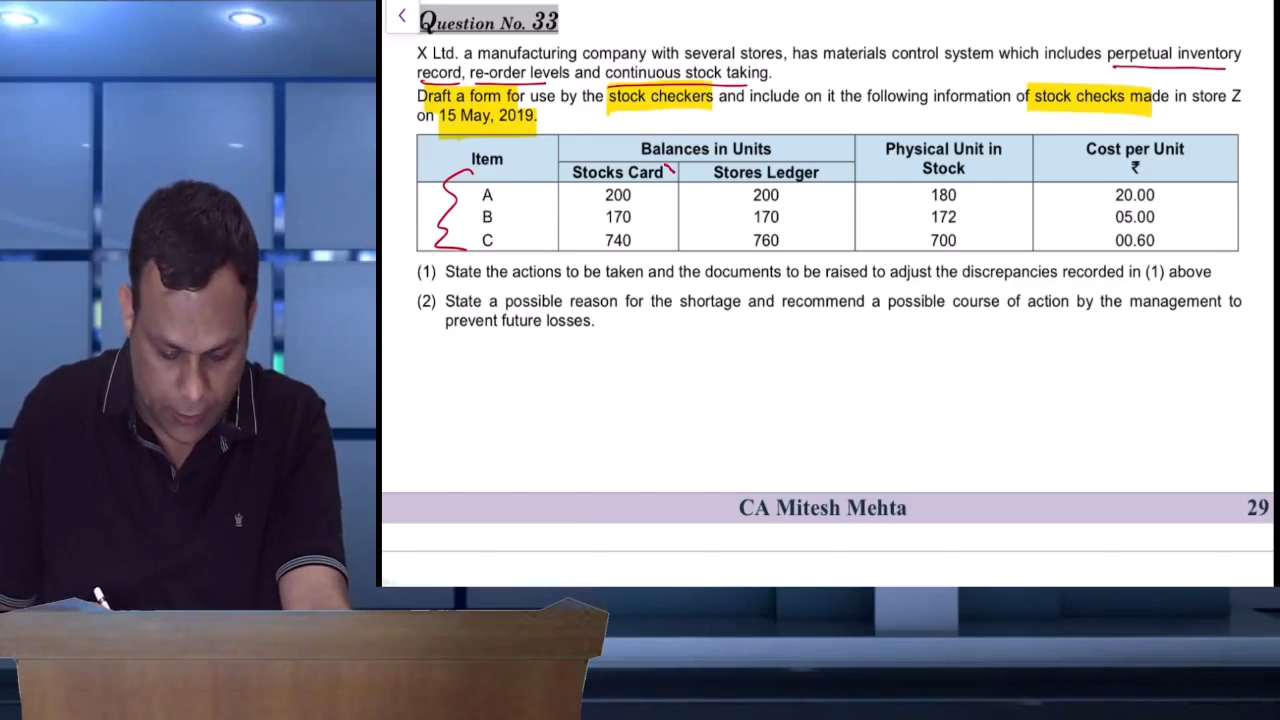 Question No. 33
X Ltd. a manufacturing company with several stores, has materials control system which includes perpetual inventory
record, re-order levels and continuous stock taking.
Draft a form for use by the stock checkers and include on it the following information of stock checks made in store Z
on 15 May, 2019.
Item Balances in Units Physical Unit in Stock Cost per Unit ₹
Stocks Card Stores Ledger
A 200 200 180 20.00
B 170 170 172 05.00
C 740 760 700 00.60
(1) State the actions to be taken and the documents to be raised to adjust the discrepancies recorded in (1) above
(2) State a possible reason for the shortage and recommend a possible course of action by the management to
prevent future losses.
CA Mitesh Mehta 29